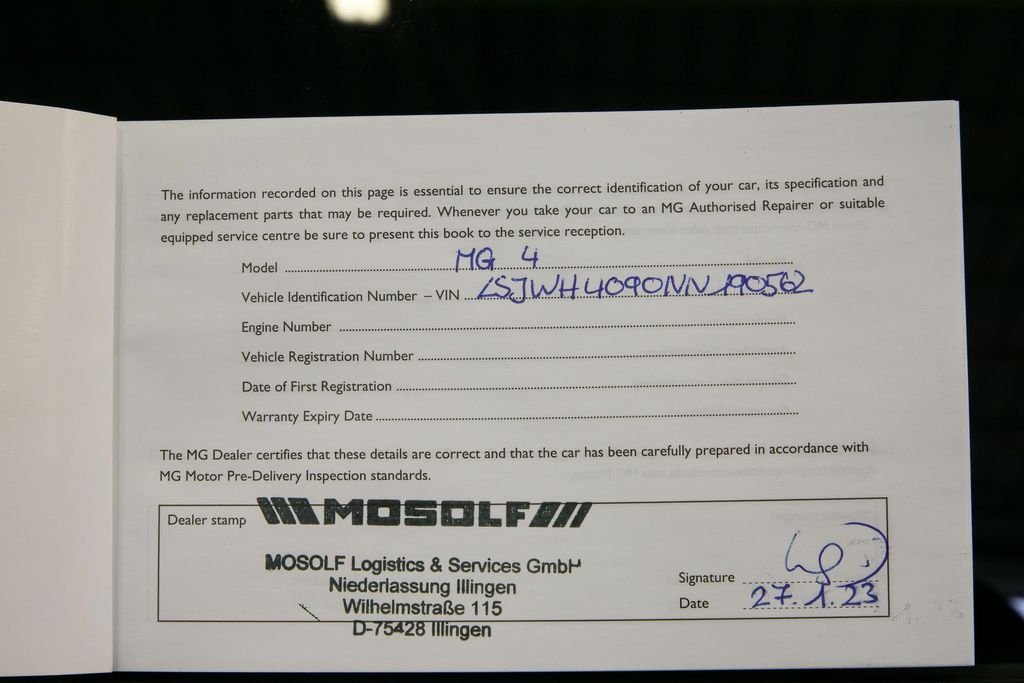 The information recorded on this page is essential to ensure the correct identification of your car, its specification and
any replacement parts that may be required. Whenever you take your car to an MG Authorised Repairer or suitable
equipped service centre be sure to present this book to the service reception.
Model MG 4
Vehicle Identification Number – VIN LSJWH4090NN190562
Engine Number
Vehicle Registration Number
Date of First Registration
Warranty Expiry Date
The MG Dealer certifies that these details are correct and that the car has been carefully prepared in accordance with
MG Motor Pre-Delivery Inspection standards.
Dealer stamp MOSOLF
MOSOLF Logistics & Services GmbH
Niederlassung Illingen
Wilhelmstraße 115
D-75428 Illingen
Signature
Date 27.1.23